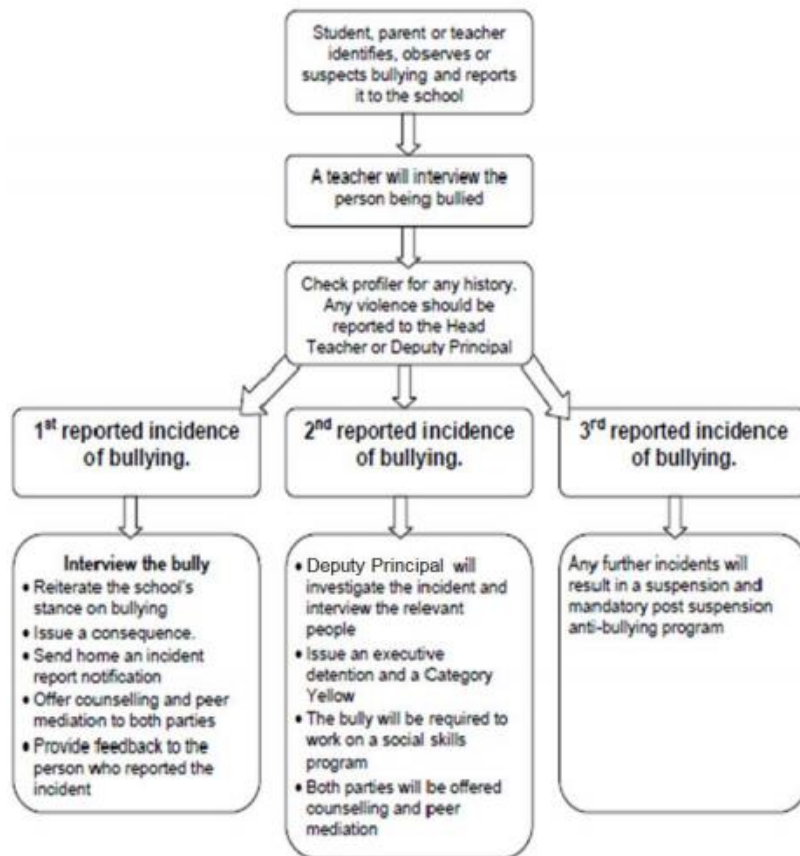 Student, parent or teacher
identifies, observes or
suspects bullying and reports
it to the school
A teacher will interview the
person being bullied
Check profiler for any history.
Any violence should be
reported to the Head
Teacher or Deputy Principal
1st reported incidence
of bullying.
2nd reported incidence
of bullying.
3rd reported incidence
of bullying.
Interview the bully
• Reiterate the school's
stance on bullying
• Issue a consequence.
• Send home an incident
report notification
• Offer counselling and peer
mediation to both parties
• Provide feedback to the
person who reported the
incident
• Deputy Principal will
investigate the incident and
interview the relevant
people
• Issue an executive
detention and a Category
Yellow
• The bully will be required to
work on a social skills
program
• Both parties will be offered
counselling and peer
mediation
Any further incidents will
result in a suspension and
mandatory post suspension
anti-bullying program